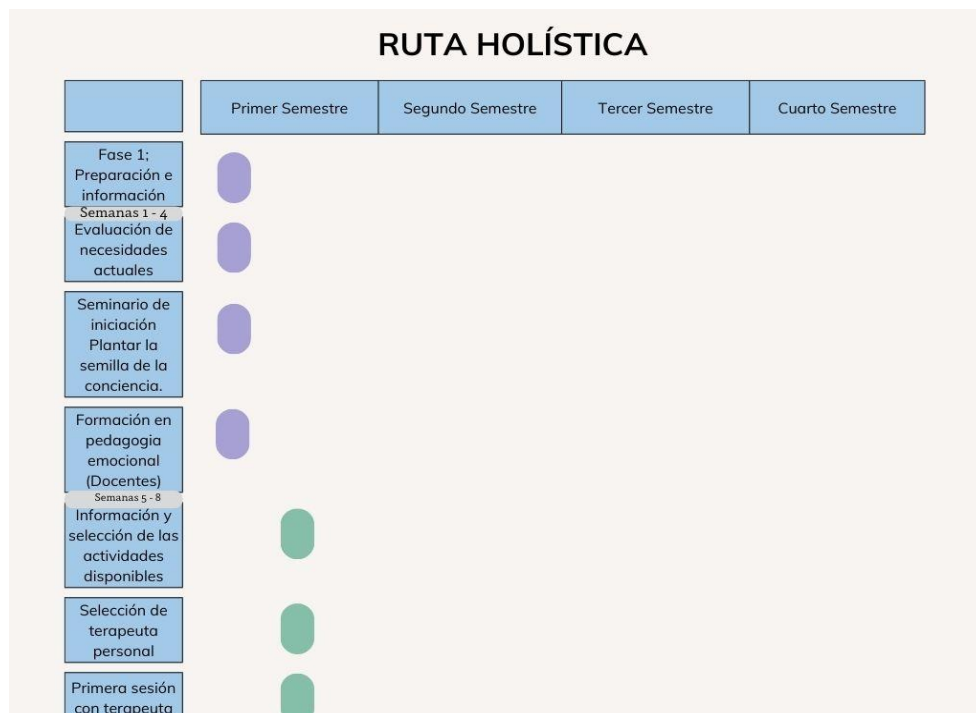 RUTA HOLÍSTICA
Primer Semestre
Segundo Semestre
Tercer Semestre
Cuarto Semestre
Fase 1;
Preparación e
información
Semanas 1 - 4
Evaluación de
necesidades
actuales
Seminario de
iniciación
Plantar la
semilla de la
conciencia.
Formación en
pedagogia
emocional
(Docentes)
Semanas 5 - 8
Información y
selección de las
actividades
disponibles
Selección de
terapeuta
personal
Primera sesión
con terapeuta